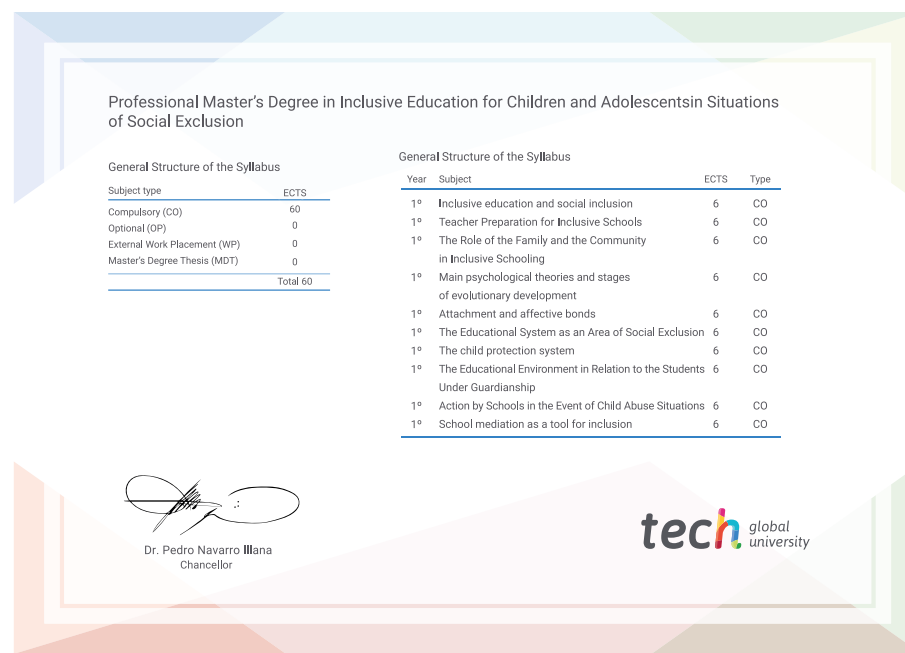 Professional Master's Degree in Inclusive Education for Children and Adolescentsin Situations
of Social Exclusion
General Structure of the Syllabus
Subject type ECTS
Compulsory (CO) 60
Optional (OP) 0
External Work Placement (WP) 0
Master's Degree Thesis (MDT) 0
Total 60
General Structure of the Syllabus
Year Subject ECTS Type
1º Inclusive education and social inclusion 6 CO
1º Teacher Preparation for Inclusive Schools 6 CO
1º The Role of the Family and the Community 6 CO
in Inclusive Schooling
1º Main psychological theories and stages 6 CO
of evolutionary development
1º Attachment and affective bonds 6 CO
1º The Educational System as an Area of Social Exclusion 6 CO
1º The child protection system 6 CO
1º The Educational Environment in Relation to the Students 6 CO
Under Guardianship
1º Action by Schools in the Event of Child Abuse Situations 6 CO
1º School mediation as a tool for inclusion 6 CO
Dr. Pedro Navarro Illana
Chancellor
tech global
university